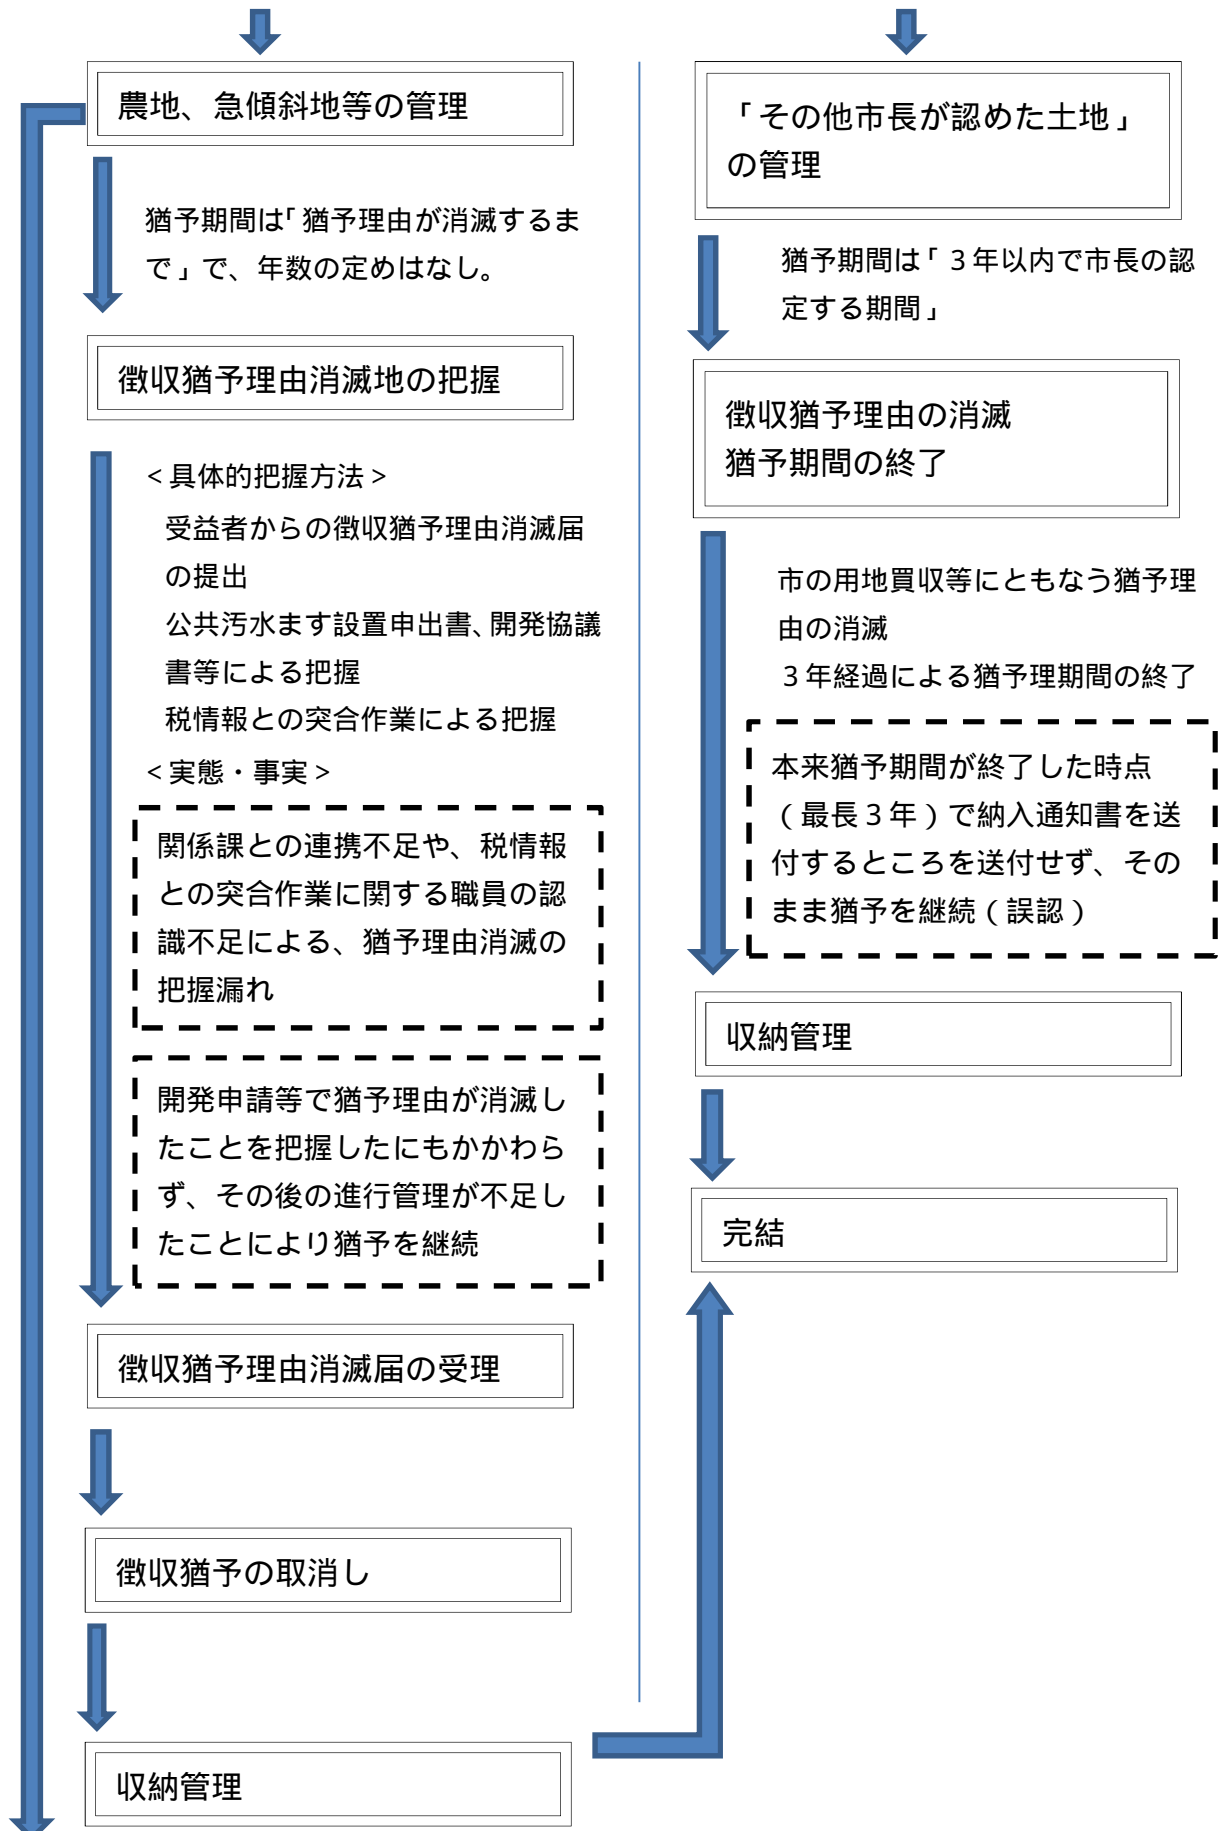 農地、急傾斜地等の管理
猶予期間は「猶予理由が消滅するま
で」で、年数の定めはなし。
徴収猶予理由消滅地の把握
<具体的把握方法>
受益者からの徴収猶予理由消滅届
の提出
公共汚水ます設置申出書、開発協議
書等による把握
税情報との突合作業による把握
<実態・事実>
関係課との連携不足や、税情報
との突合作業に関する職員の認
識不足による、猶予理由消滅の
把握漏れ
開発申請等で猶予理由が消滅し
たことを把握したにもかかわら
ず、その後の進行管理が不足し
たことにより猶予を継続
徴収猶予理由消滅届の受理
徴収猶予の取消し
収納管理
「その他市長が認めた土地」
の管理
猶予期間は「3年以内で市長の認
定する期間」
徴収猶予理由の消滅
猶予期間の終了
市の用地買収等にともなう猶予理
由の消滅
3年経過による猶予理期間の終了
本来猶予期間が終了した時点
(最長3年)で納入通知書を送
付するところを送付せず、その
まま猶予を継続(誤認)
収納管理
完結